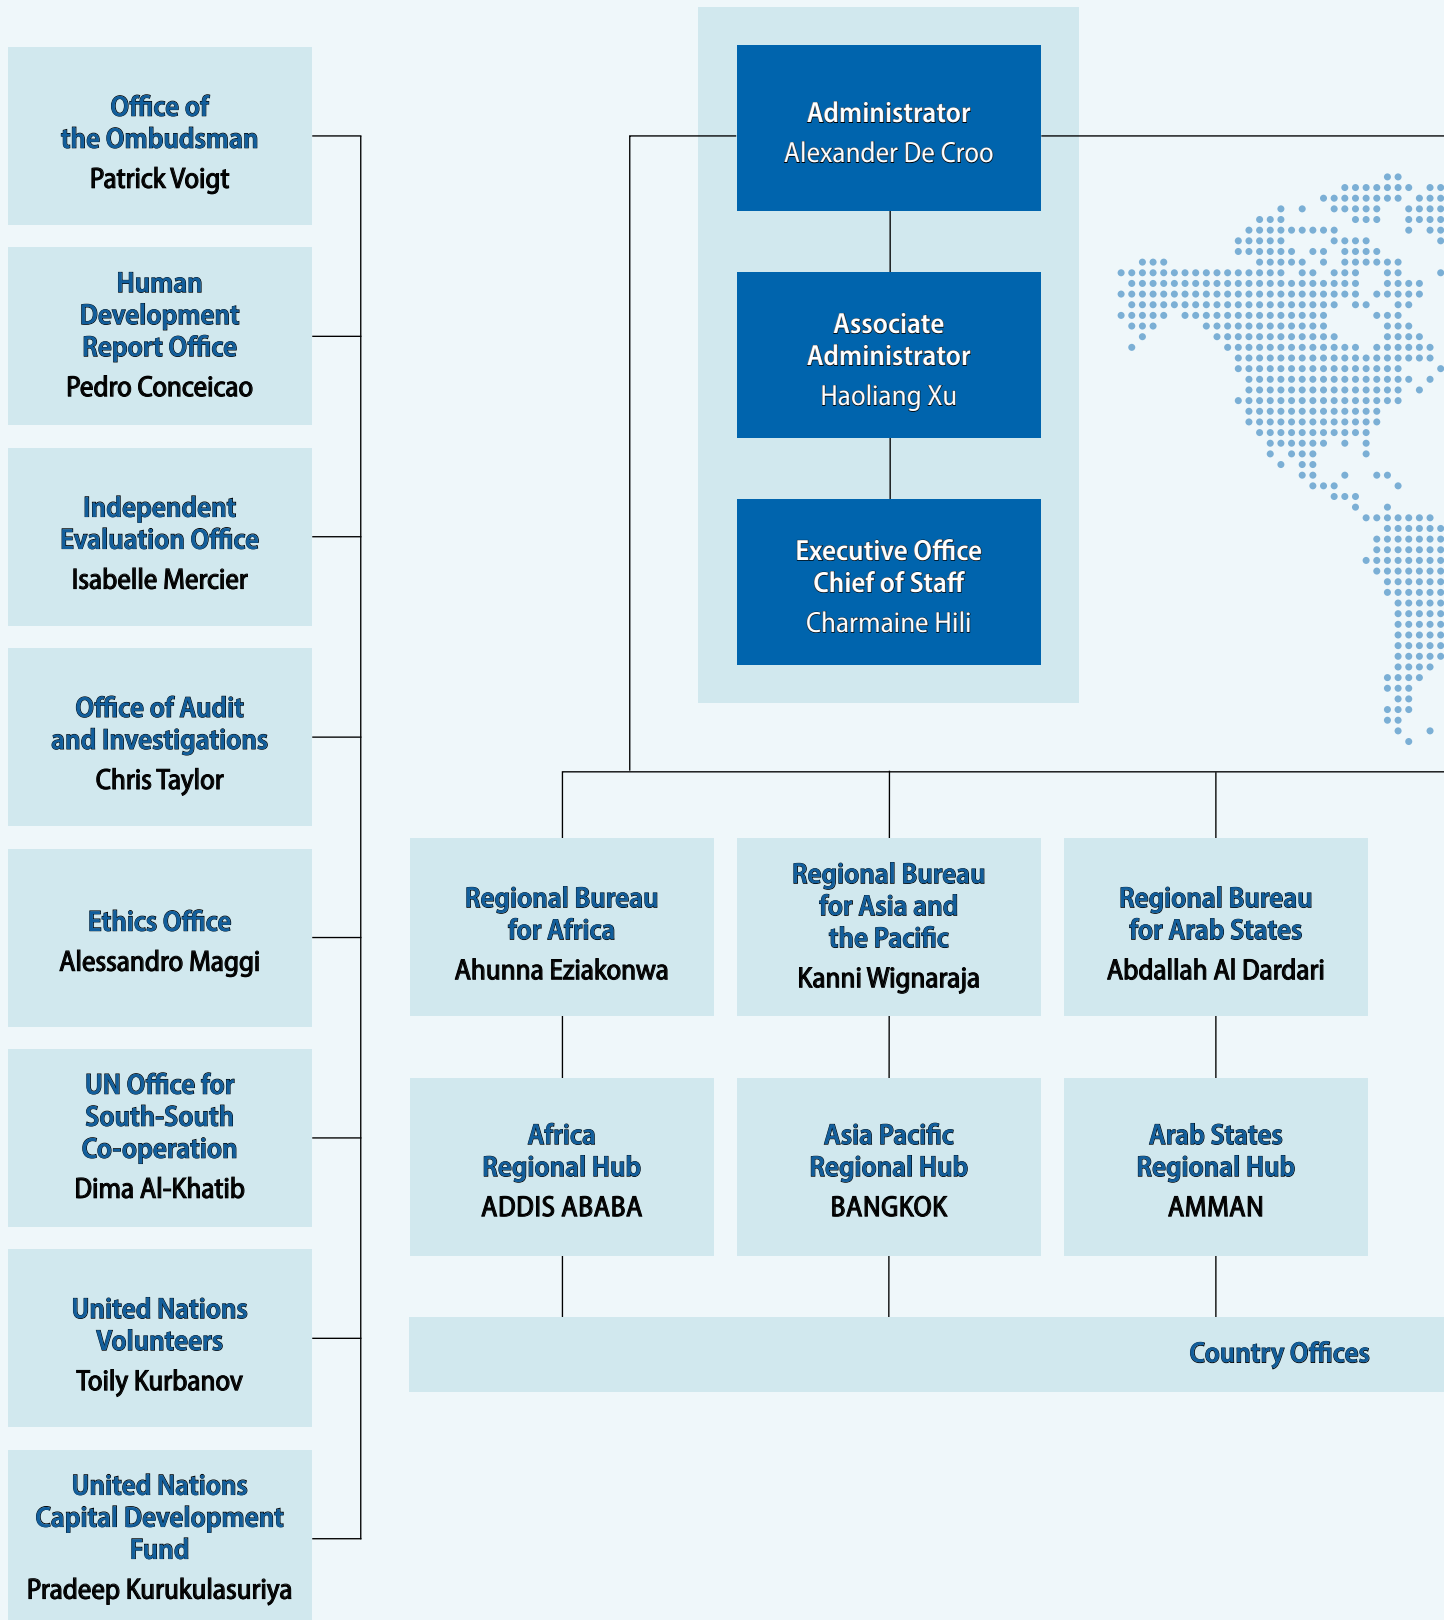 Office of
the Ombudsman
Patrick Voigt
Human
Development
Report Office
Pedro Conceicao
Independent
Evaluation Office
Isabelle Mercier
Office of Audit
and Investigations
Chris Taylor
Ethics Office
Alessandro Maggi
UN Office for
South-South
Co-operation
Dima Al-Khatib
United Nations
Volunteers
Toily Kurbanov
United Nations
Capital Development
Fund
Pradeep Kurukulasuriya
Administrator
Alexander De Croo
Associate
Administrator
Haoliang Xu
Executive Office
Chief of Staff
Charmaine Hili
Regional Bureau
for Africa
Ahunna Eziakonwa
Regional Bureau
for Asia and
the Pacific
Kanni Wignaraja
Regional Bureau
for Arab States
Abdallah Al Dardari
Africa
Regional Hub
ADDIS ABABA
Asia Pacific
Regional Hub
BANGKOK
Arab States
Regional Hub
AMMAN
Country Offices